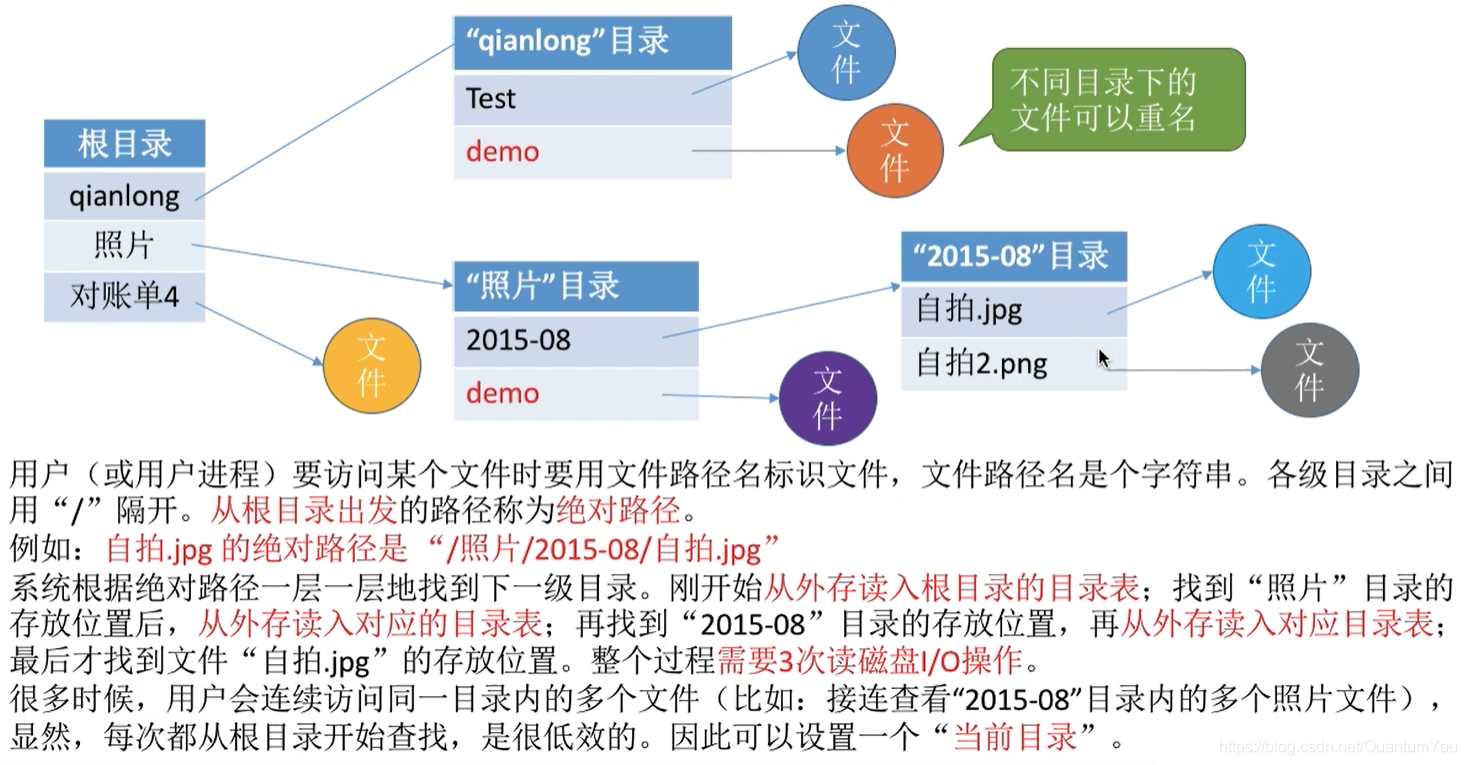 根目录
qianlong
照片
对账单4
“qianlong”目录
Test
demo
文
件
文
件
不同目录下的
文件可以重名
“照片”目录
2015-08
demo
文
件
文
件
“2015-08”目录
自拍.jpg
自拍2.png
文
件
文
件
用户（或用户进程）要访问某个文件时要用文件路径名标识文件，文件路径名是个字符串。各级目录之间
用“/”隔开。从根目录出发的路径称为绝对路径。
例如：自拍.jpg 的绝对路径是 “/照片/2015-08/自拍.jpg”
系统根据绝对路径一层一层地找到下一级目录。刚开始从外存读入根目录的目录表；找到“照片”目录的
存放位置后，从外存读入对应的目录表；再找到“2015-08”目录的存放位置，再从外存读入对应目录表；
最后才找到文件“自拍.jpg”的存放位置。整个过程需要3次读磁盘I/O操作。
很多时候，用户会连续访问同一目录内的多个文件（比如：接连查看“2015-08”目录内的多个照片文件），
显然，每次都从根目录开始查找，是很低效的。因此可以设置一个“当前目录”。
https://blog.csdn.net/QuantumYou